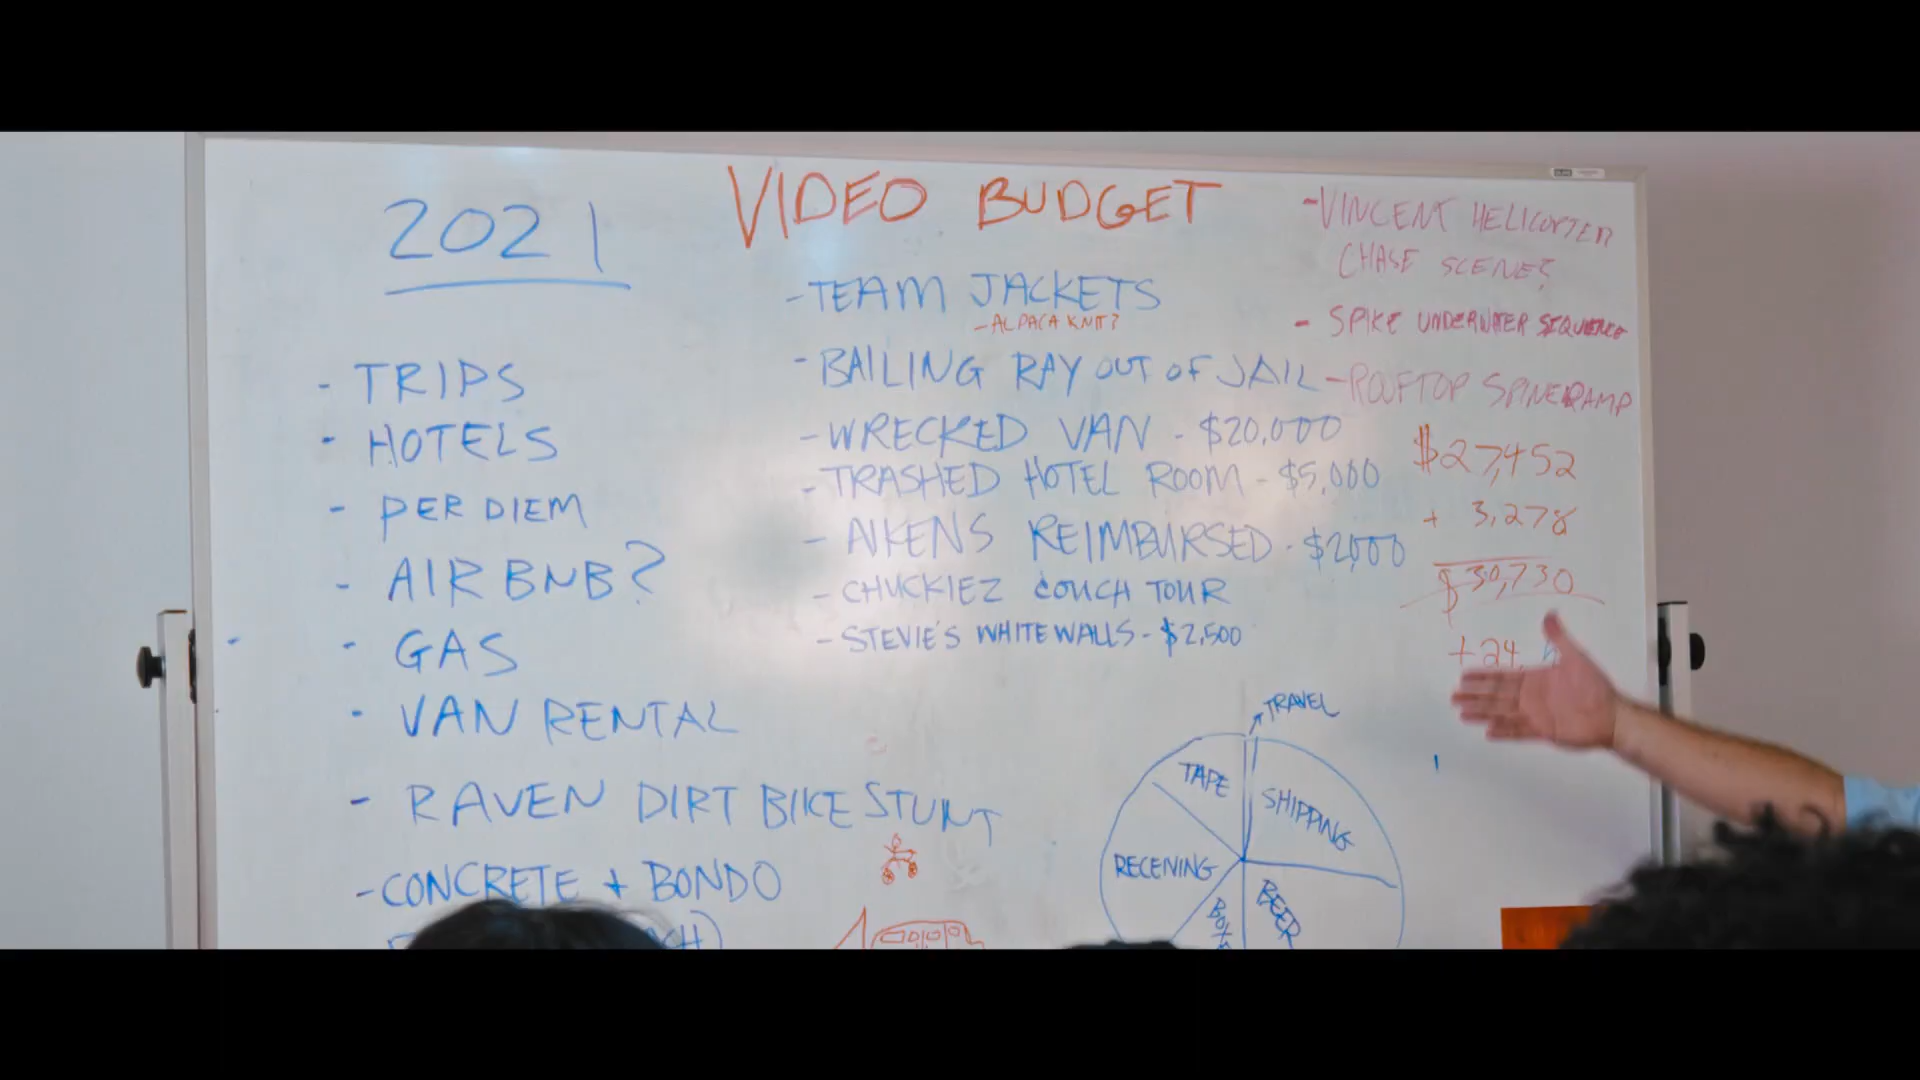 VIDEO BUDGET
2021
- TRIPS
- HOTELS
- PER DIEM
- AIR BNB?
- GAS
- VAN RENTAL
- RAVEN DIRT BIKE STUNT
- CONCRETE + BONDO
- TEAM JACKETS
- ALPACA KNIT?
- BAILING RAY OUT OF JAIL
- WRECKED VAN - $20,000
- TRASHED HOTEL ROOM - $5,000
- AIKENS REIMBURSED - $2,000
- CHUCKIEZ COUCH TOUR
- STEVIE'S WHITEWALLS - $2,500
- VINCENT HELICOPTER
CHASE SCENE?
- SPIKE UNDERWATER SEQUENCE
- ROOFTOP SPINE RAMP
$27,452
+ 3,278
$30,730
+24,
TRAVEL
TAPE
SHIPPING
RECEIVING
BEER